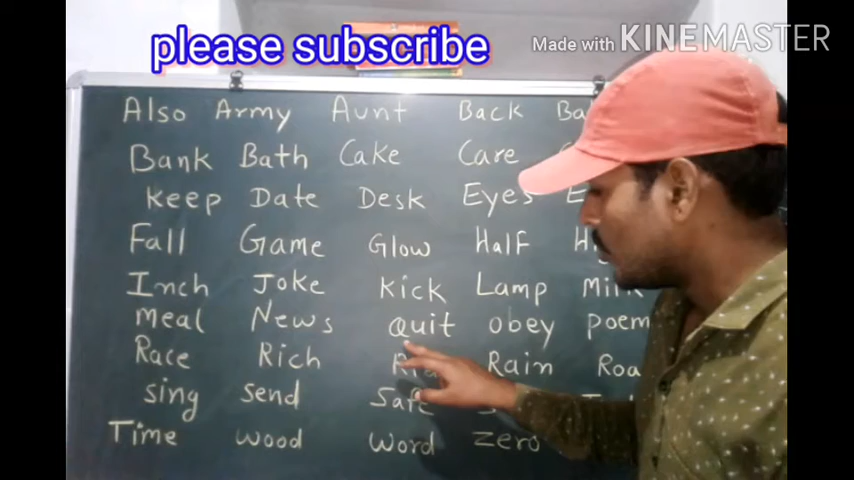 please subscribe
Made with KINEMASTER
Also Army Aunt Back
Bank Bath Cake Care
Keep Date Desk Eyes
Fall Game Glow Half
Inch Joke Kick Lamp Milk
Meal News Quit obey poem
Race Rich Rain
sing send Safe
Time wood word zero